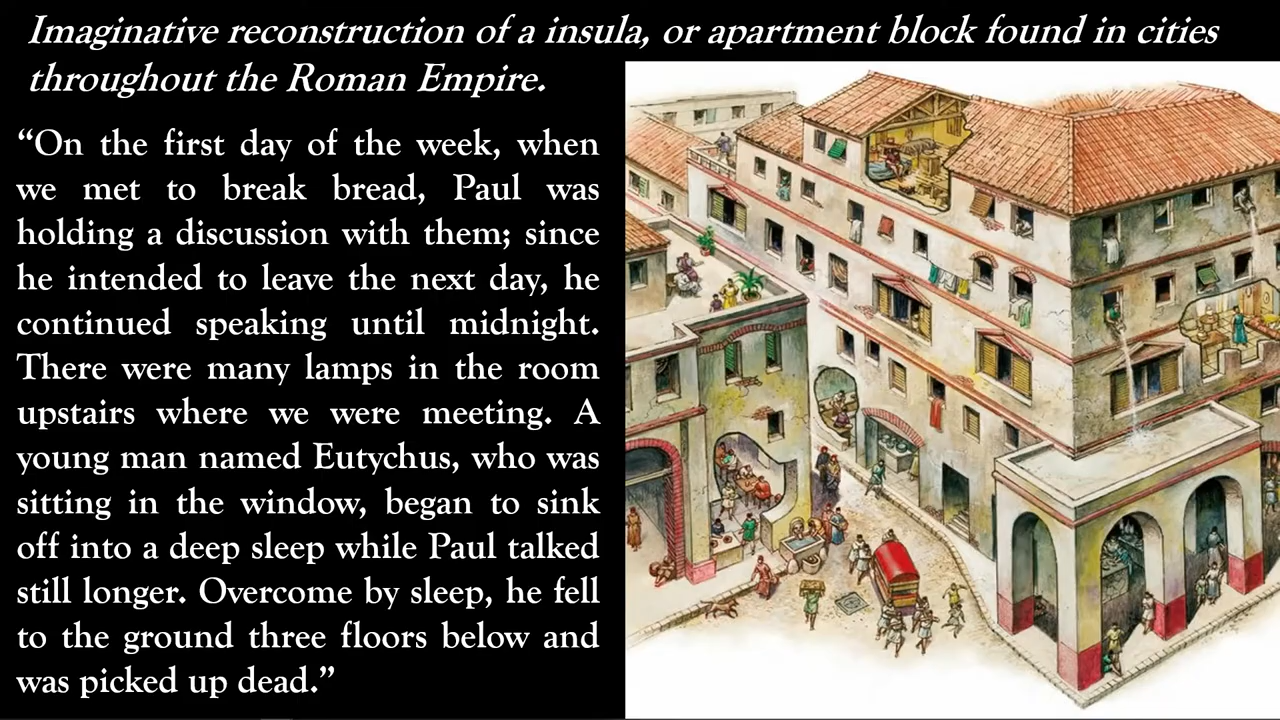 Imaginative reconstruction of a insula, or apartment block found in cities
throughout the Roman Empire.
“On the first day of the week, when
we met to break bread, Paul was
holding a discussion with them; since
he intended to leave the next day, he
continued speaking until midnight.
There were many lamps in the room
upstairs where we were meeting. A
young man named Eutychus, who was
sitting in the window, began to sink
off into a deep sleep while Paul talked
still longer. Overcome by sleep, he fell
to the ground three floors below and
was picked up dead.”